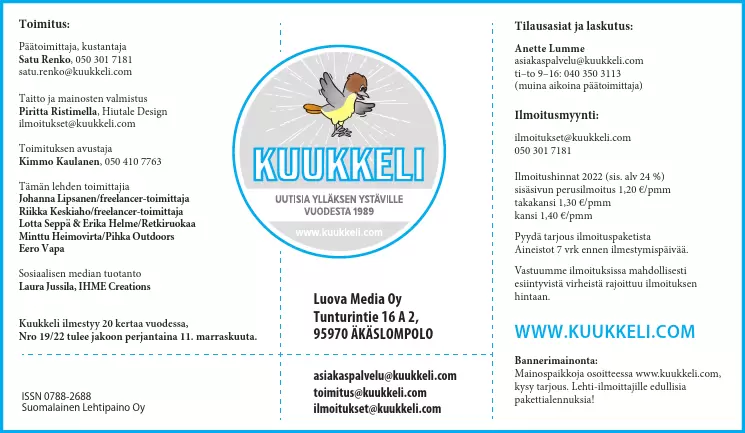 Toimitus:
Päätoimittaja, kustantaja
Satu Renko, 050 301 7181
satu.renko@kuukkeli.com
Taitto ja mainosten valmistus
Piritta Ristimella, Hiutale Design
ilmoitukset@kuukkeli.com
Toimituksen avustaja
Kimmo Kaulanen, 050 410 7763
Tämän lehden toimittajia
Johanna Lipsanen/freelancer-toimittaja
Riikka Keskiaho/freelancer-toimittaja
Lotta Seppä & Erika Helme/Retkiruokaa
Minttu Heimovirta/Pihka Outdoors
Eero Vapa
Sosiaalisen median tuotanto
Laura Jussila, IHME Creations
Kuukkeli ilmestyy 20 kertaa vuodessa,
Nro 19/22 tulee jakoon perjantaina 11. marraskuuta.
ISSN 0788-2688
Suomalainen Lehtipaino Oy
KUUKKELI
UUTISIA YLLÄKSEN YSTÄVILLE
VUODESTA 1989
www.kuukkeli.com
Luova Media Oy
Tunturintie 16 A 2,
95970 ÄKÄSLOMPOLO
asiakaspalvelu@kuukkeli.com
toimitus@kuukkeli.com
ilmoitukset@kuukkeli.com
Tilausasiat ja laskutus:
Anette Lumme
asiakaspalvelu@kuukkeli.com
ti–to 9–16: 040 350 3113
(muina aikoina päätoimittaja)
Ilmoitusmyynti:
ilmoitukset@kuukkeli.com
050 301 7181
Ilmoitushinnat 2022 (sis. alv 24 %)
sisäsivun perusilmoitus 1,20 €/pmm
takakansi 1,30 €/pmm
kansi 1,40 €/pmm
Pyydä tarjous ilmoituspaketista
Aineistot 7 vrk ennen ilmestymispäivää.
Vastuumme ilmoituksissa mahdollisesti
esiintyvistä virheistä rajoittuu ilmoituksen
hintaan.
WWW.KUUKKELI.COM
Bannerimainonta:
Mainospaikkoja osoitteessa www.kuukkeli.com,
kysy tarjous. Lehti-ilmoittajille edullisia
pakettialennuksia!